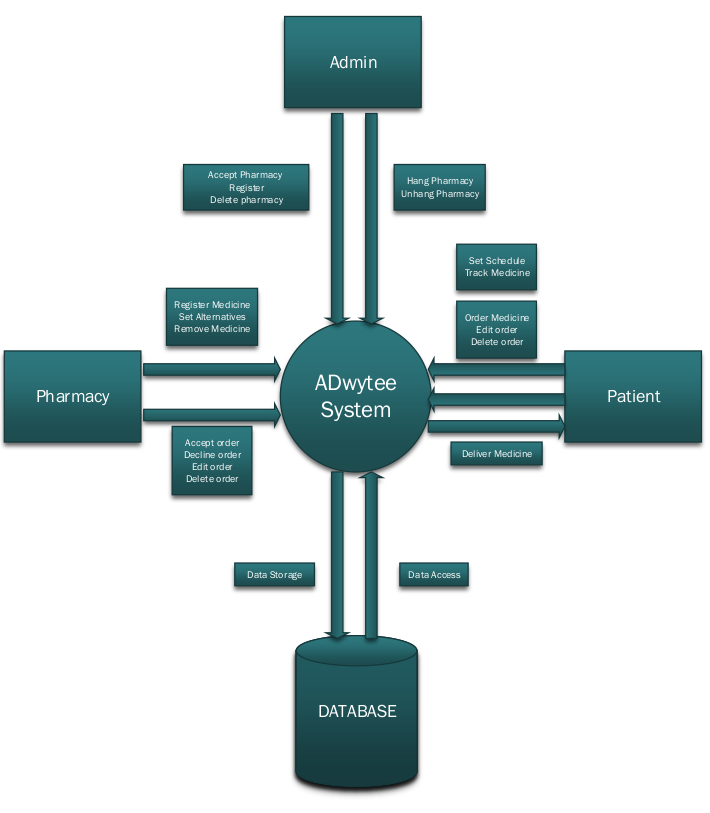 Admin
Accept Pharmacy
Register
Delete pharmacy
Hang Pharmacy
Unhang Pharmacy
Set Schedule
Track Medicine
Register Medicine
Set Alternatives
Remove Medicine
Order Medicine
Edit order
Delete order
Pharmacy
ADwytee
System
Patient
Accept order
Decline order
Edit order
Delete order
Deliver Medicine
Data Storage
Data Access
DATABASE